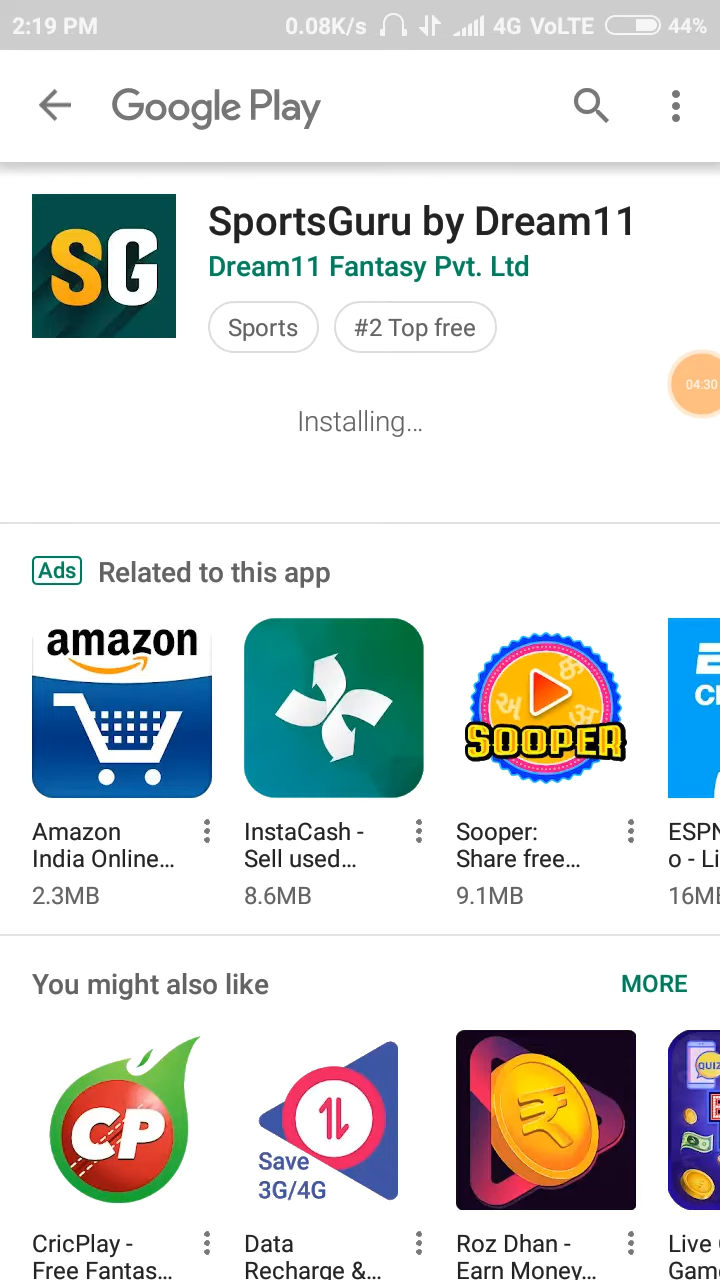 2:19 PM 0.08K/s 4G VoLTE 44%
Google Play
SG
SportsGuru by Dream11
Dream11 Fantasy Pvt. Ltd
Sports #2 Top free
04:30
Installing...
Ads Related to this app
amazon
SOOPER
Amazon
India Online...
2.3MB
InstaCash -
Sell used...
8.6MB
Sooper:
Share free...
9.1MB
ESPN
o - Li
16MB
You might also like MORE
CP
Save
3G/4G
₹
QUIZ
CricPlay -
Free Fantas...
Data
Recharge &...
Roz Dhan -
Earn Money...
Live
Gam